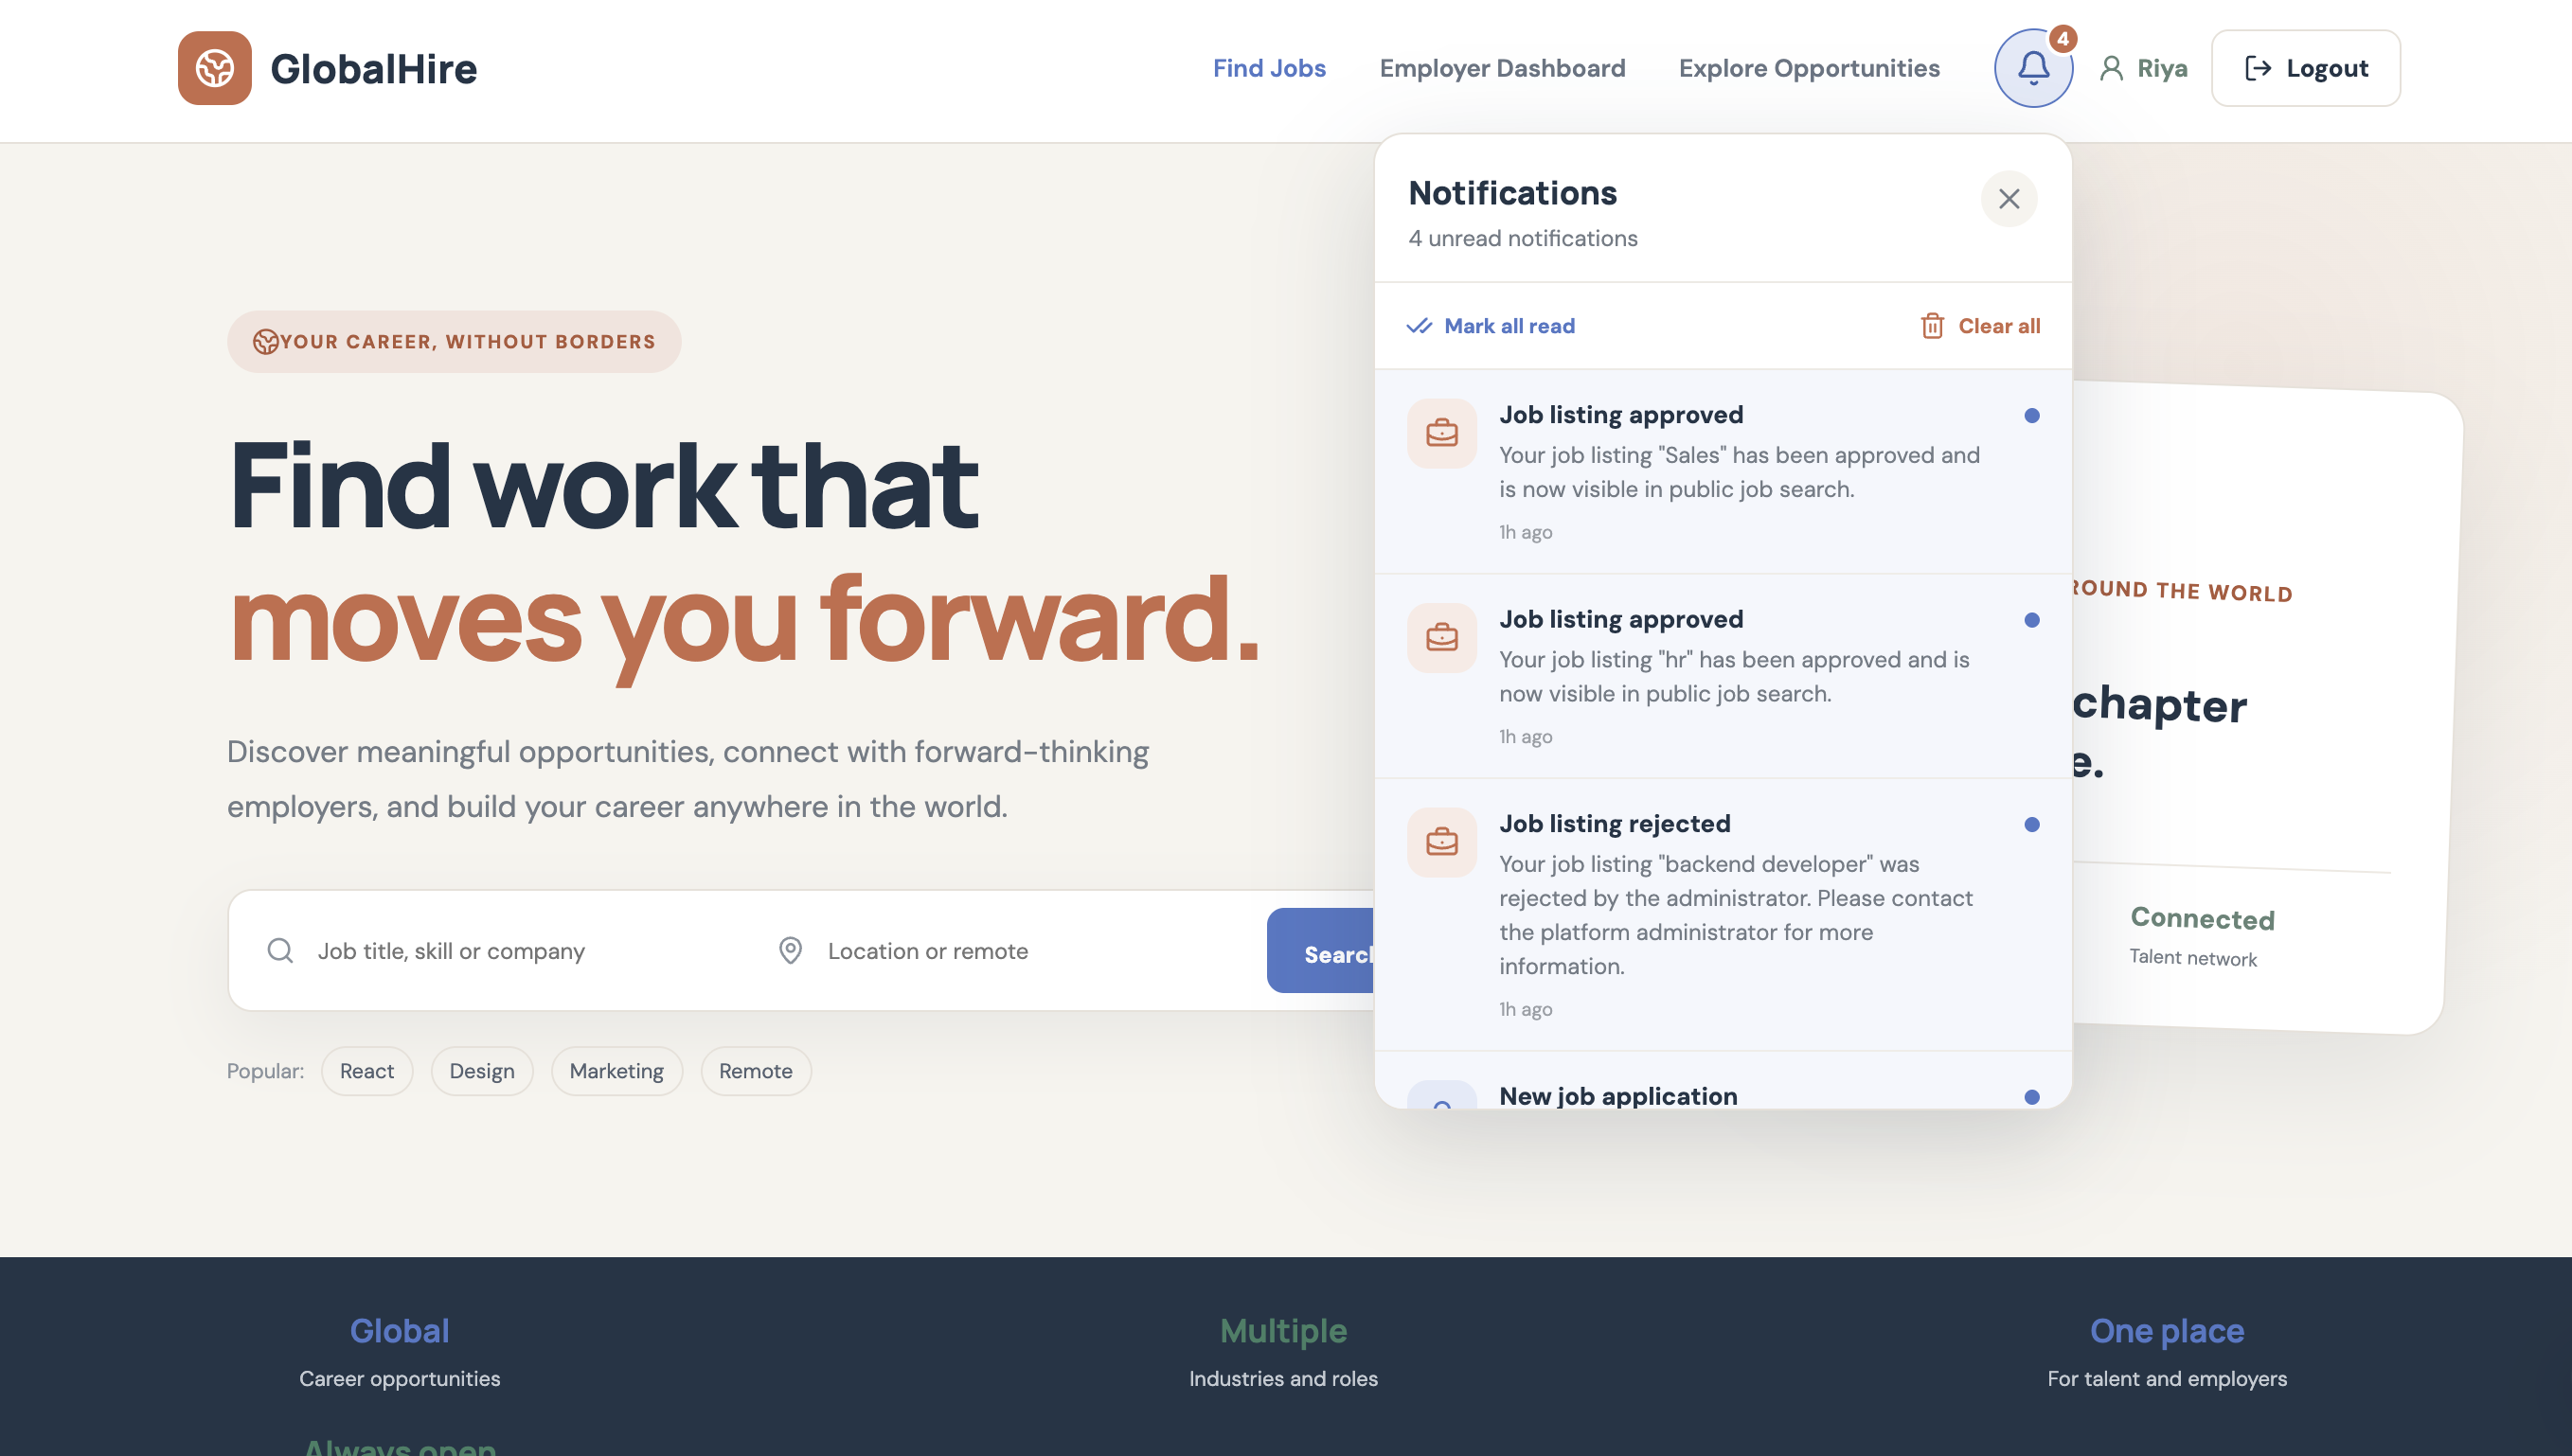 GlobalHire
Find Jobs
Employer Dashboard
Explore Opportunities
4
Riya
Logout
Notifications
4 unread notifications
Mark all read
Clear all
Job listing approved
Your job listing "Sales" has been approved and
is now visible in public job search.
1h ago
Job listing approved
Your job listing "hr" has been approved and is
now visible in public job search.
1h ago
Job listing rejected
Your job listing "backend developer" was
rejected by the administrator. Please contact
the platform administrator for more
information.
1h ago
New job application
YOUR CAREER, WITHOUT BORDERS
Find work that
moves you forward.
Discover meaningful opportunities, connect with forward-thinking
employers, and build your career anywhere in the world.
Job title, skill or company
Location or remote
Popular:
React
Design
Marketing
Remote
THE WORLD
chapter
Connected
Talent network
Global
Career opportunities
Multiple
Industries and roles
One place
For talent and employers
Always open